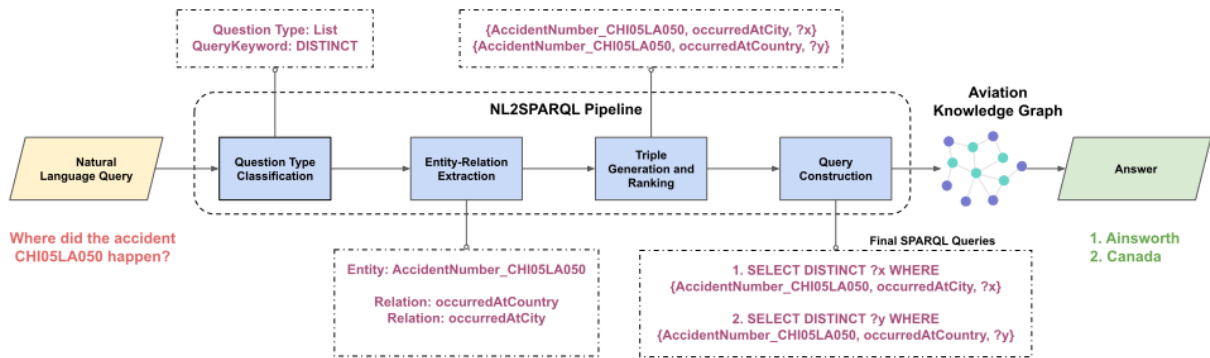 Question Type: List
QueryKeyword: DISTINCT
{AccidentNumber_CHI05LA050, occurredAtCity, ?x}
{AccidentNumber_CHI05LA050, occurredAtCountry, ?y}
NL2SPARQL Pipeline
Aviation
Knowledge Graph
Natural
Language Query
Question Type
Classification
Entity-Relation
Extraction
Triple
Generation and
Ranking
Query
Construction
Answer
Where did the accident
CHI05LA050 happen?
Entity: AccidentNumber_CHI05LA050
Relation: occurredAtCountry
Relation: occurredAtCity
Final SPARQL Queries
1. SELECT DISTINCT ?x WHERE
{AccidentNumber_CHI05LA050, occurredAtCity, ?x}
2. SELECT DISTINCT ?y WHERE
{AccidentNumber_CHI05LA050, occurredAtCountry, ?y}
1. Ainsworth
2. Canada